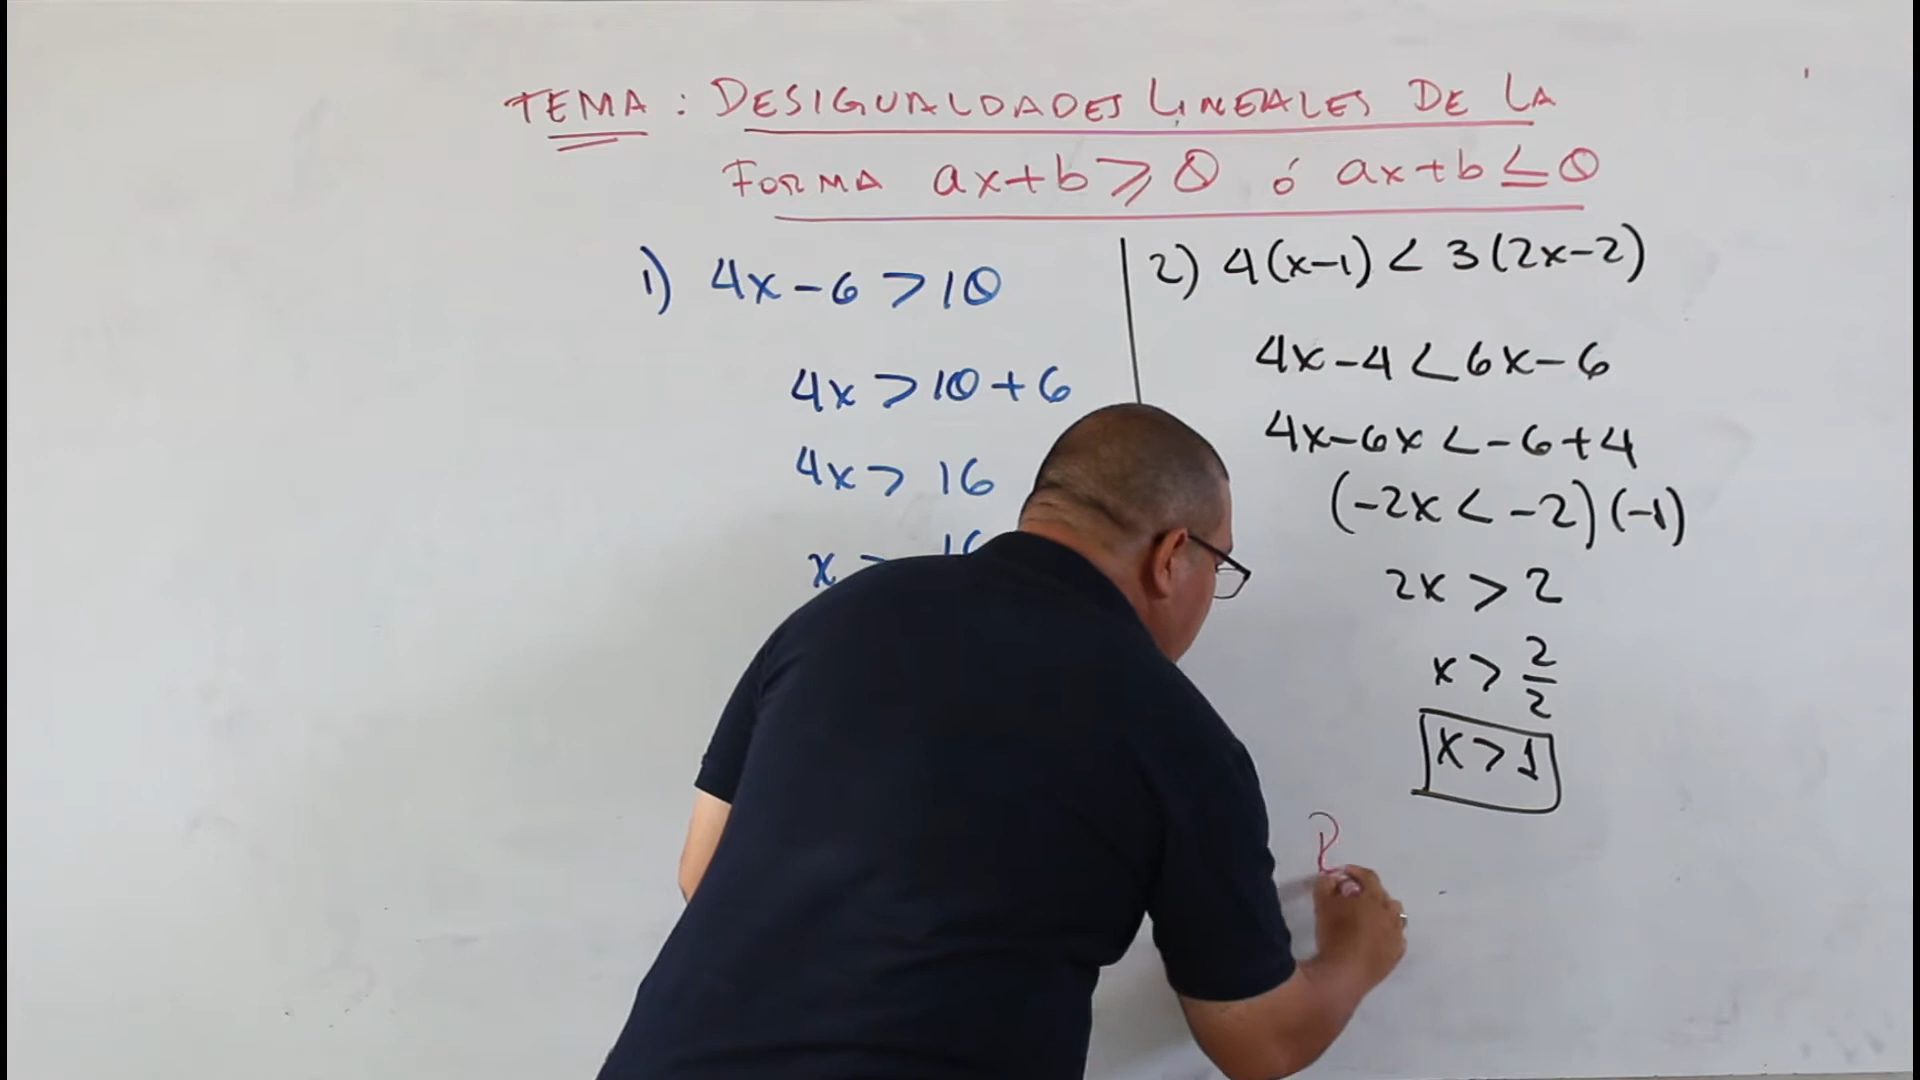 TEMA: DESIGUALDADES LINEALES DE LA
FORMA ax+b ≥ 0 ó ax+b ≤ 0
1) 4x-6 > 10
4x > 10+6
4x > 16
x >
2) 4(x-1) < 3(2x-2)
4x-4 < 6x-6
4x-6x < -6+4
(-2x < -2)(-1)
2x > 2
x > 2/2
x > 1